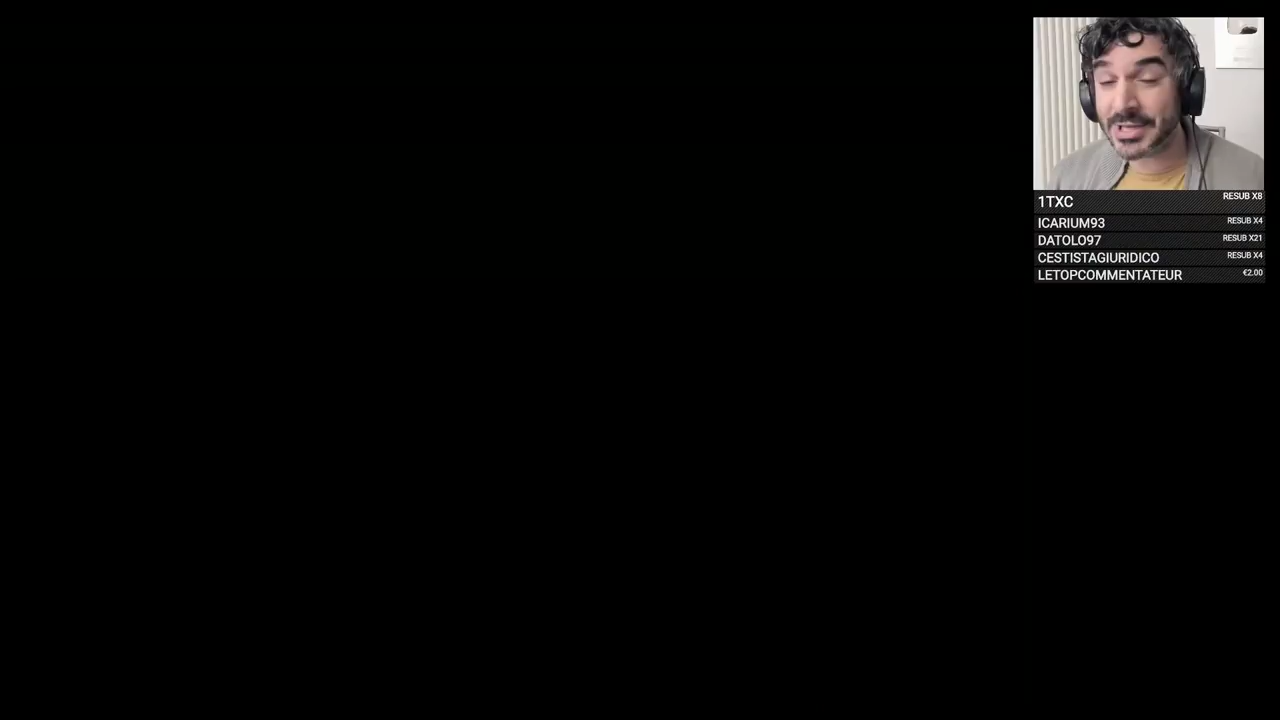 1TXC RESUB X8
ICARIUM93 RESUB X4
DATOLO97 RESUB X21
CESTISTAGIURIDICO RESUB X4
LETOPCOMMENTATEUR €2.00